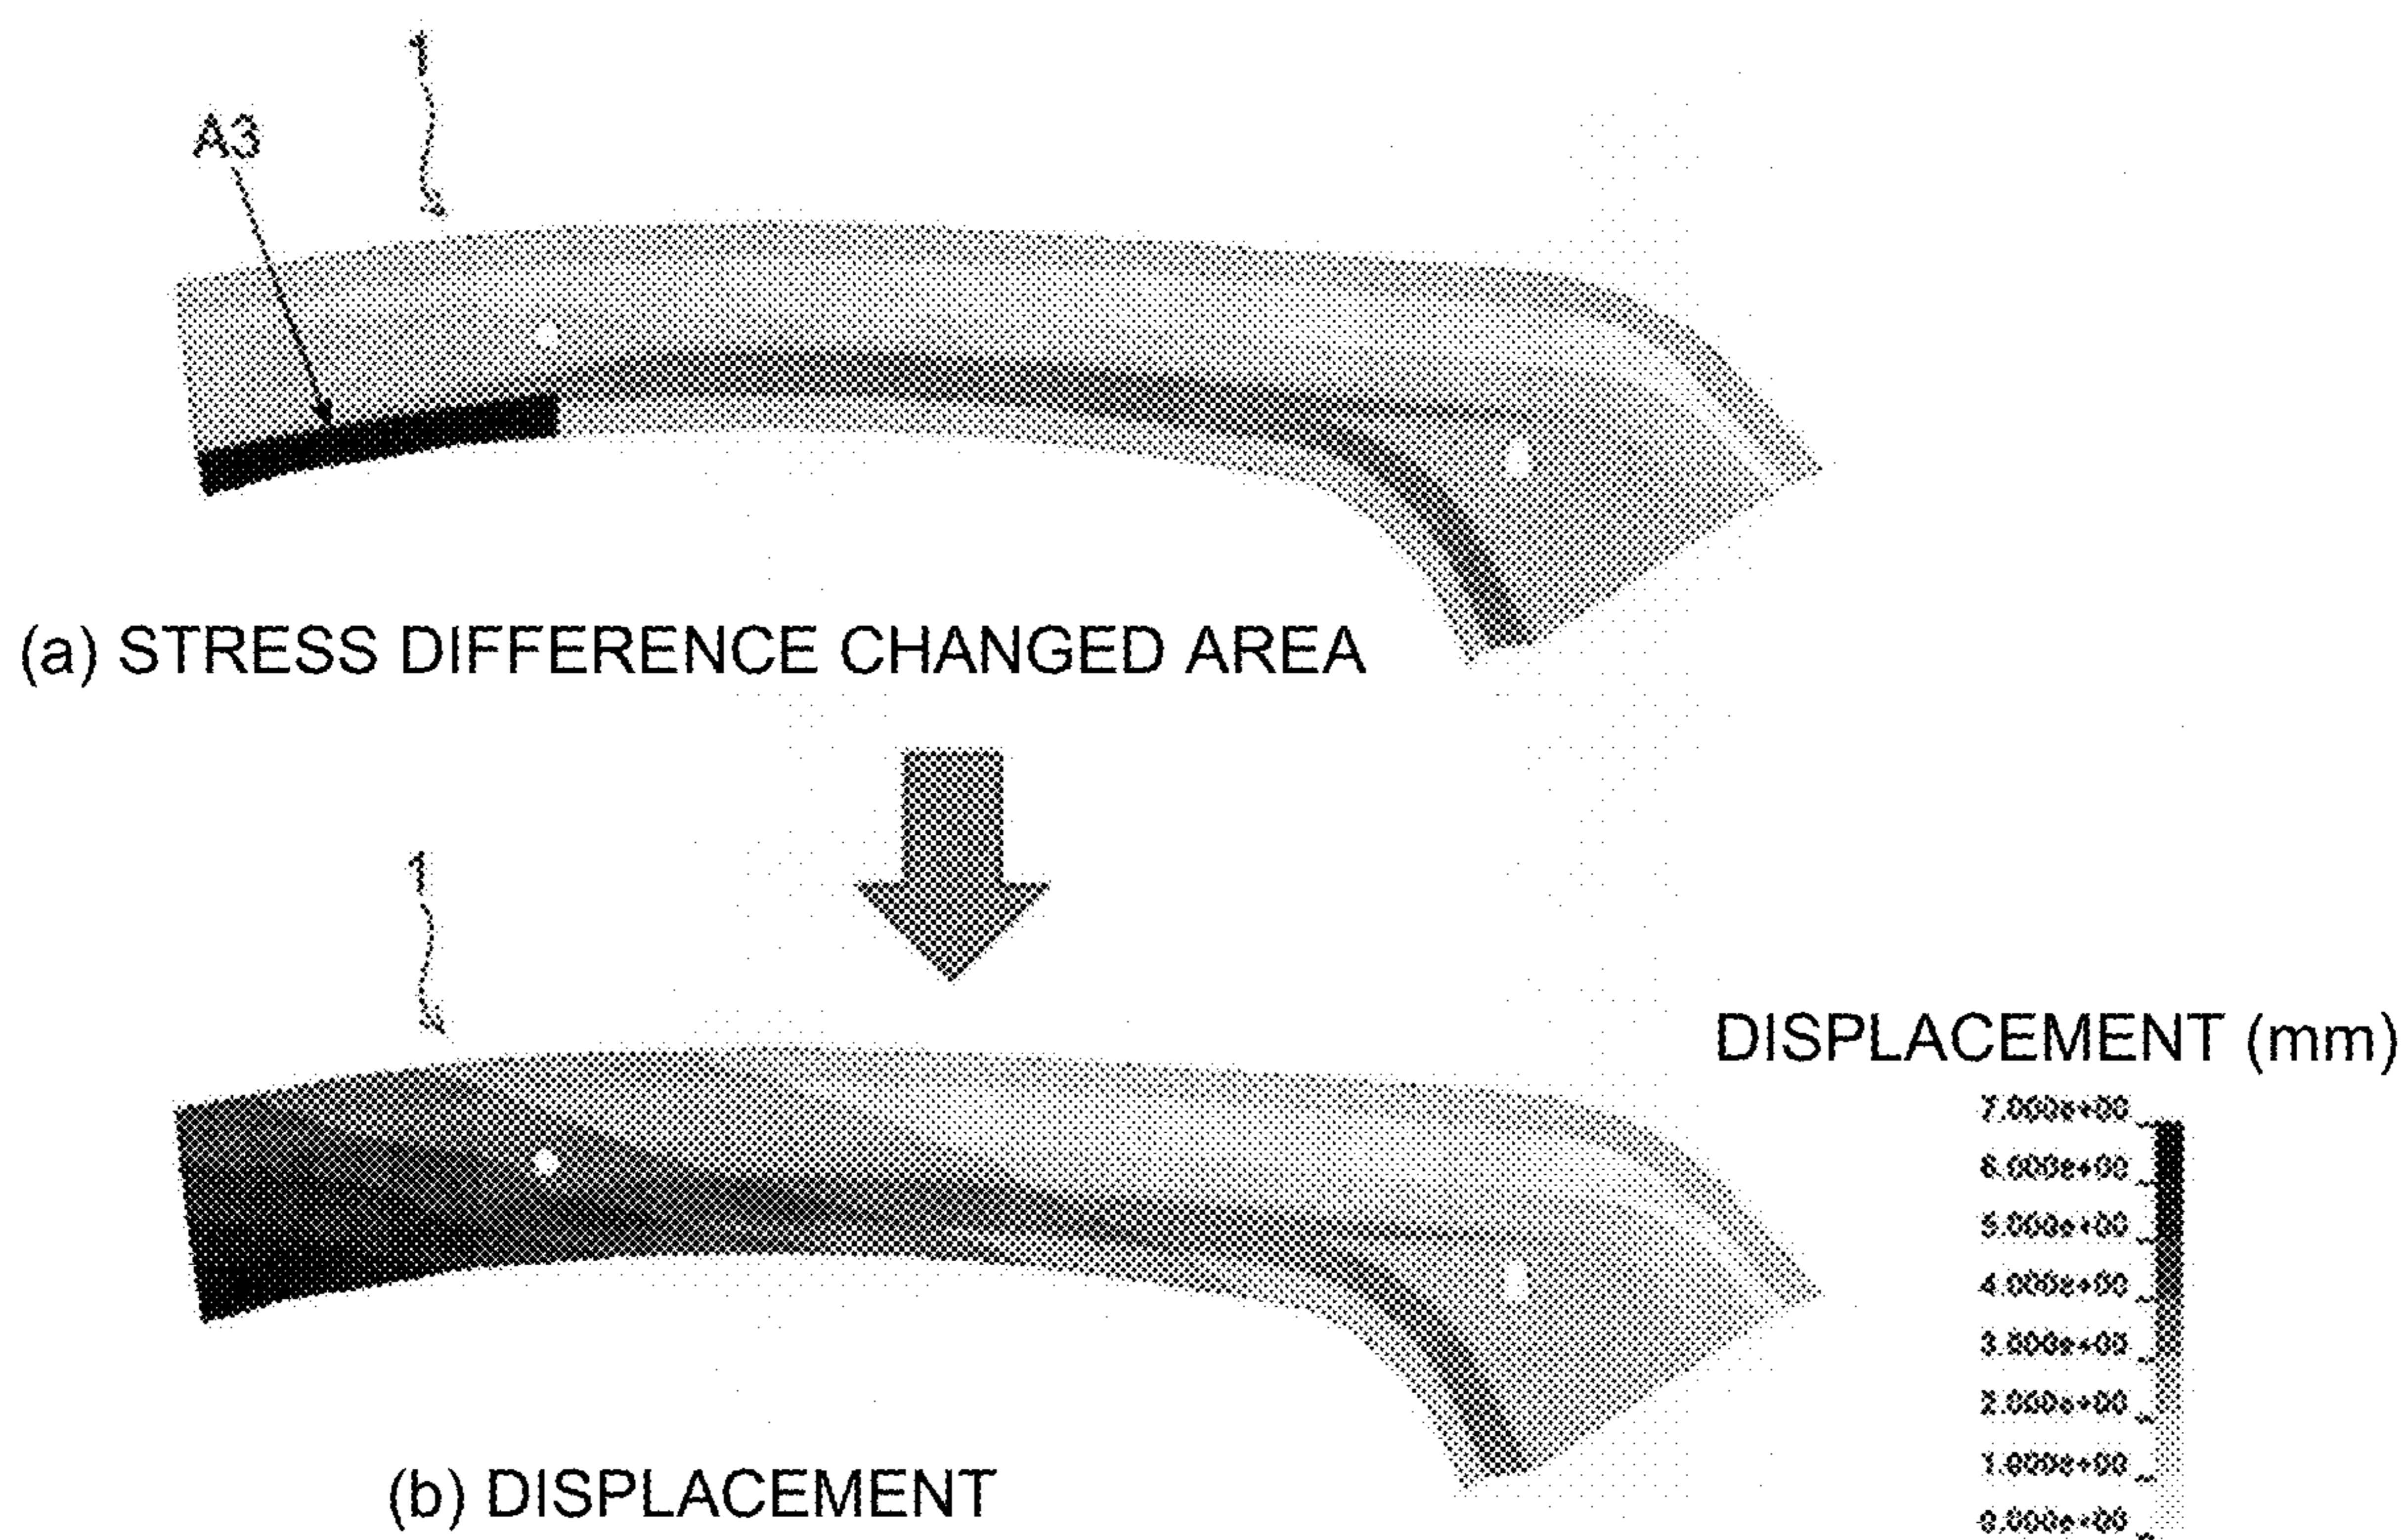 1
A3
(a) STRESS DIFFERENCE CHANGED AREA
1
DISPLACEMENT (mm)
7.000e+00
6.000e+00
5.000e+00
4.000e+00
3.000e+00
2.000e+00
1.000e+00
0.000e+00
(b) DISPLACEMENT